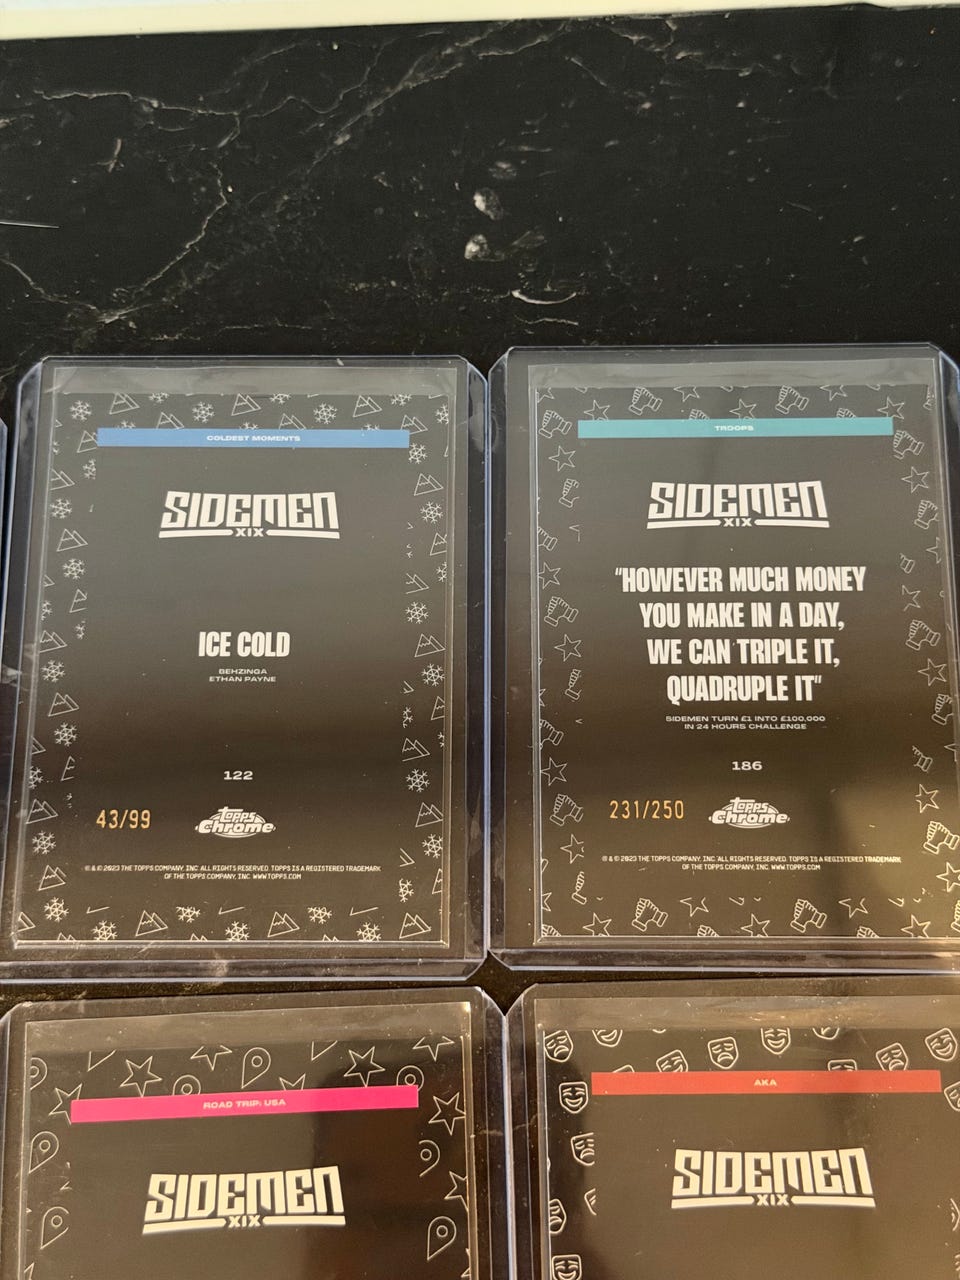 COLDEST MOMENTS
SIDEMEN
XIX
ICE COLD
BEHZINGA
ETHAN PAYNE
122
43/99
Topps
Chrome
® & © 2023 THE TOPPS COMPANY, INC. ALL RIGHTS RESERVED. TOPPS IS A REGISTERED TRADEMARK
OF THE TOPPS COMPANY, INC. WWW.TOPPS.COM
TROOPS
SIDEMEN
XIX
"HOWEVER MUCH MONEY
YOU MAKE IN A DAY,
WE CAN TRIPLE IT,
QUADRUPLE IT"
SIDEMEN TURN £1 INTO £100,000
IN 24 HOURS CHALLENGE
186
231/250
Topps
Chrome
® & © 2023 THE TOPPS COMPANY, INC. ALL RIGHTS RESERVED. TOPPS IS A REGISTERED TRADEMARK
OF THE TOPPS COMPANY, INC. WWW.TOPPS.COM
ROAD TRIP: USA
SIDEMEN
XIX
AKA
SIDEMEN
XIX